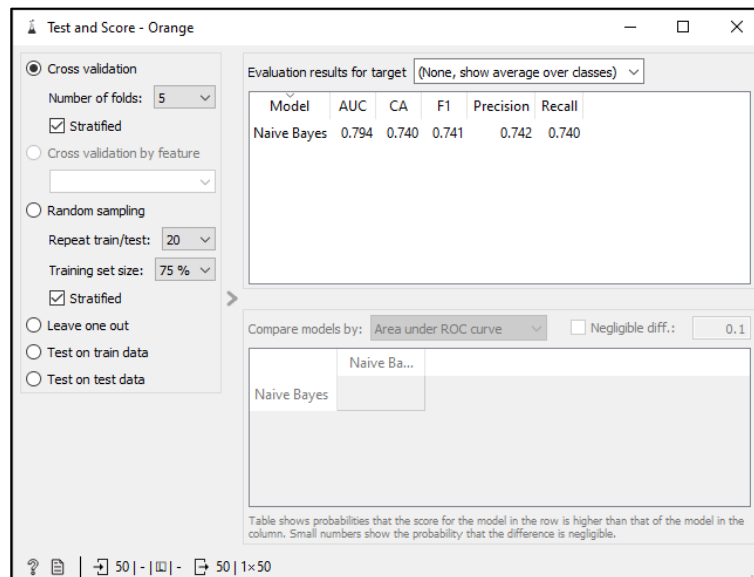 Test and Score - Orange
Cross validation
Number of folds: 5
Stratified
Cross validation by feature
Random sampling
Repeat train/test: 20
Training set size: 75 %
Stratified
Leave one out
Test on train data
Test on test data
Evaluation results for target (None, show average over classes)
Model AUC CA F1 Precision Recall
Naive Bayes 0.794 0.740 0.741 0.742 0.740
Compare models by: Area under ROC curve Negligible diff.: 0.1
Naive Ba...
Naive Bayes
Table shows probabilities that the score for the model in the row is higher than that of the model in the
column. Small numbers show the probability that the difference is negligible.
? 50 | - | - 50 | 1×50